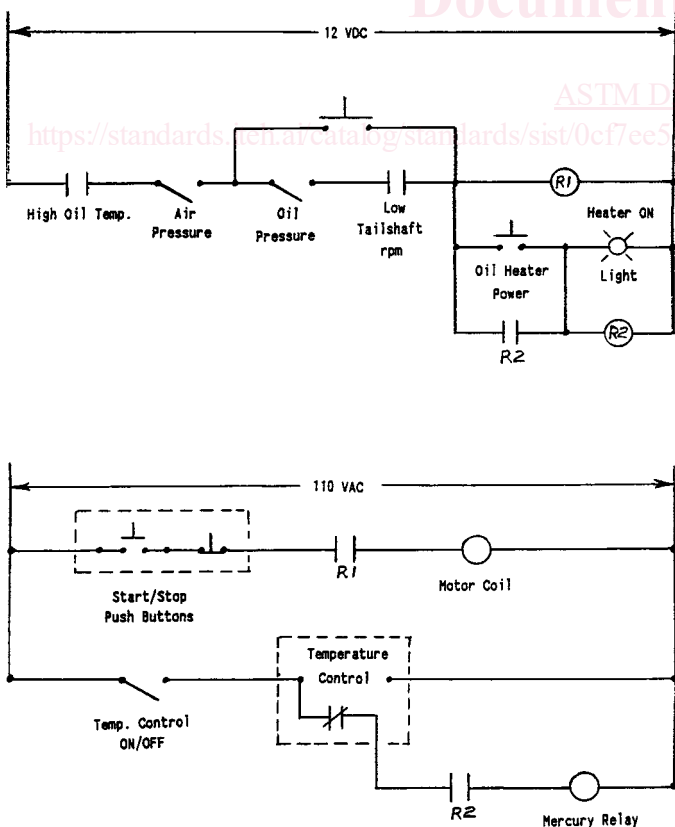 Documen
12 VDC
ASTM D
https://standards.iteh.ai/catalog/standards/sist/0cf7ee5
R1
High Oil Temp.
Air
Pressure
Oil
Pressure
Low
Tailshaft
rpm
Heater ON
Oil Heater
Power
Light
R2
R2
110 VAC
R1
Motor Coil
Start/Stop
Push Buttons
Temperature
Control
Temp. Control
ON/OFF
R2
Mercury Relay